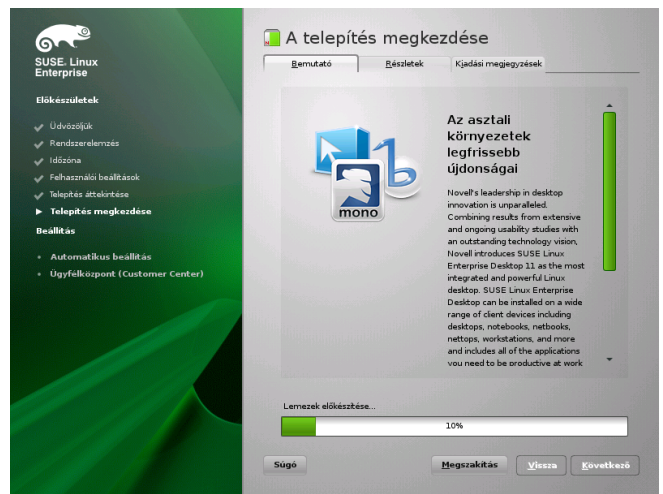 SUSE. Linux
Enterprise
Előkészületek
Üdvözöljük
Rendszerelemzés
Időzóna
Felhasználói beállítások
Telepítés áttekintése
Telepítés megkezdése
Beállítás
Automatikus beállítás
Ügyfélközpont (Customer Center)
A telepítés megkezdése
Bemutató
Részletek
Kiadási megjegyzések
mono
Az asztali
környezetek
legfrissebb
újdonságai
Novell's leadership in desktop
innovation is unparalleled.
Combining results from extensive
and ongoing usability studies with
an outstanding technology vision,
Novell introduces SUSE Linux
Enterprise Desktop 11 as the most
integrated and powerful Linux
desktop. SUSE Linux Enterprise
Desktop can be installed on a wide
range of client devices including
desktops, notebooks, netbooks,
nettops, workstations, and more
and includes all of the applications
you need to be productive at work
Lemezek előkészítése...
10%
Súgó
Megszakítás
Vissza
Következő